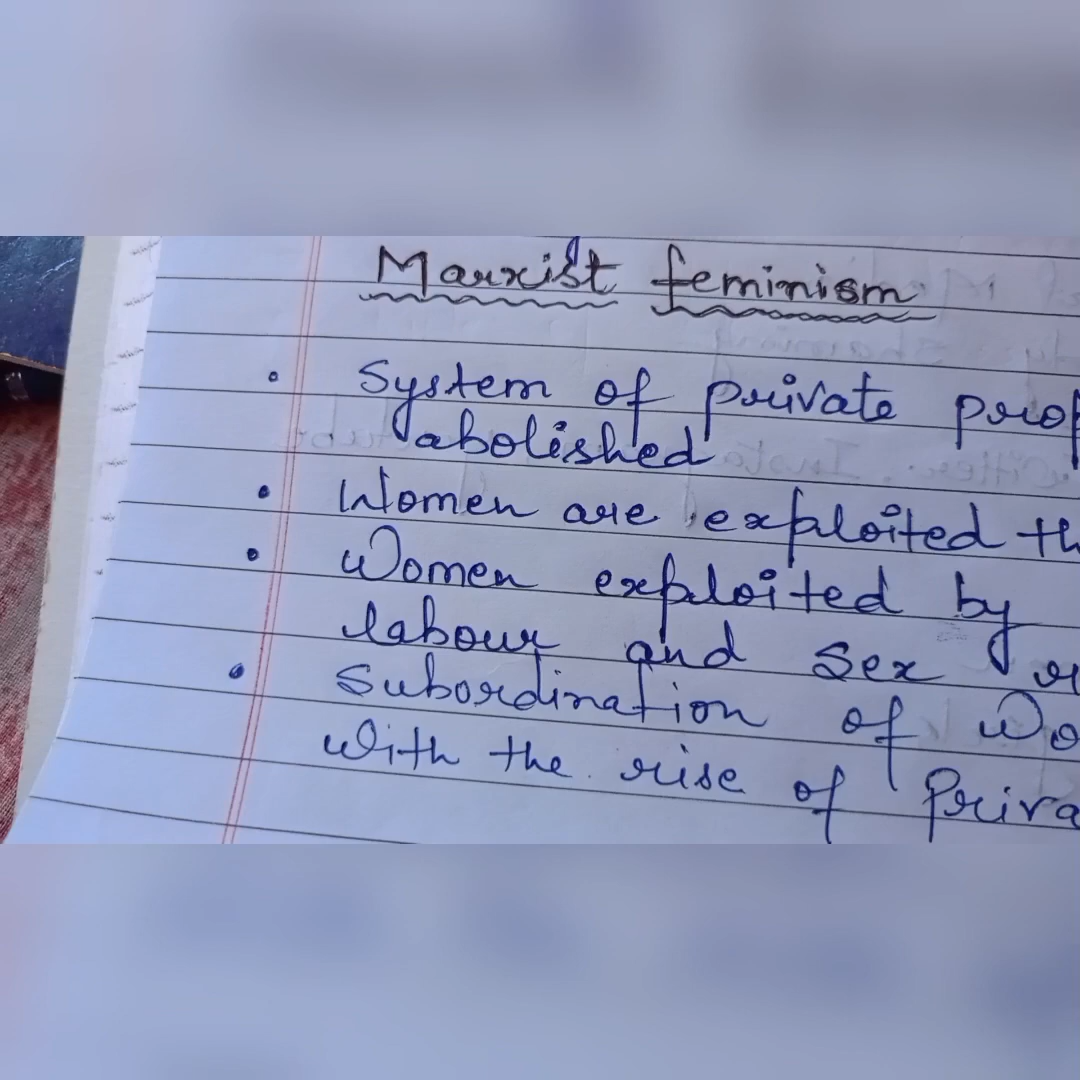 Marxist feminism
• System of private prop
abolished
• Women are exploited th
• Women exploited by
labour and sex r
• Subordination of Wo
with the rise of Priva